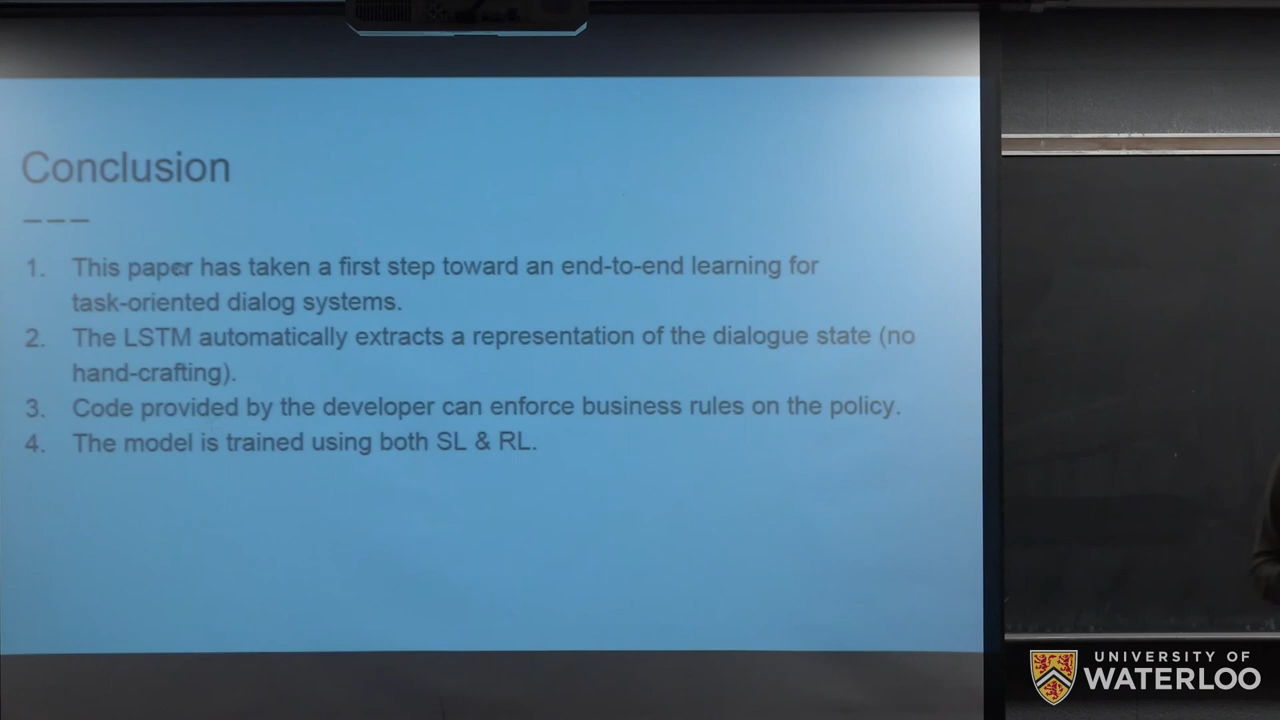 Conclusion
1. This paper has taken a first step toward an end-to-end learning for
task-oriented dialog systems.
2. The LSTM automatically extracts a representation of the dialogue state (no
hand-crafting).
3. Code provided by the developer can enforce business rules on the policy.
4. The model is trained using both SL & RL.
UNIVERSITY OF
WATERLOO